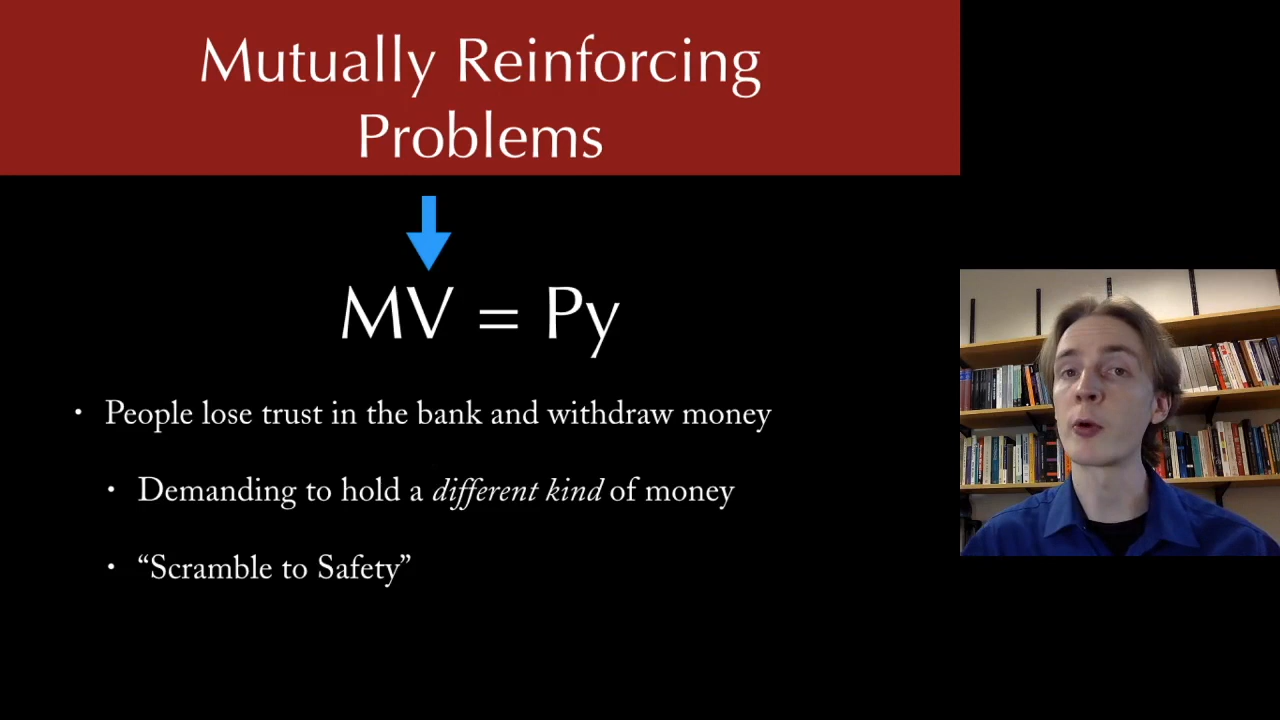 Mutually Reinforcing
Problems
MV = Py
• People lose trust in the bank and withdraw money
• Demanding to hold a different kind of money
• “Scramble to Safety”